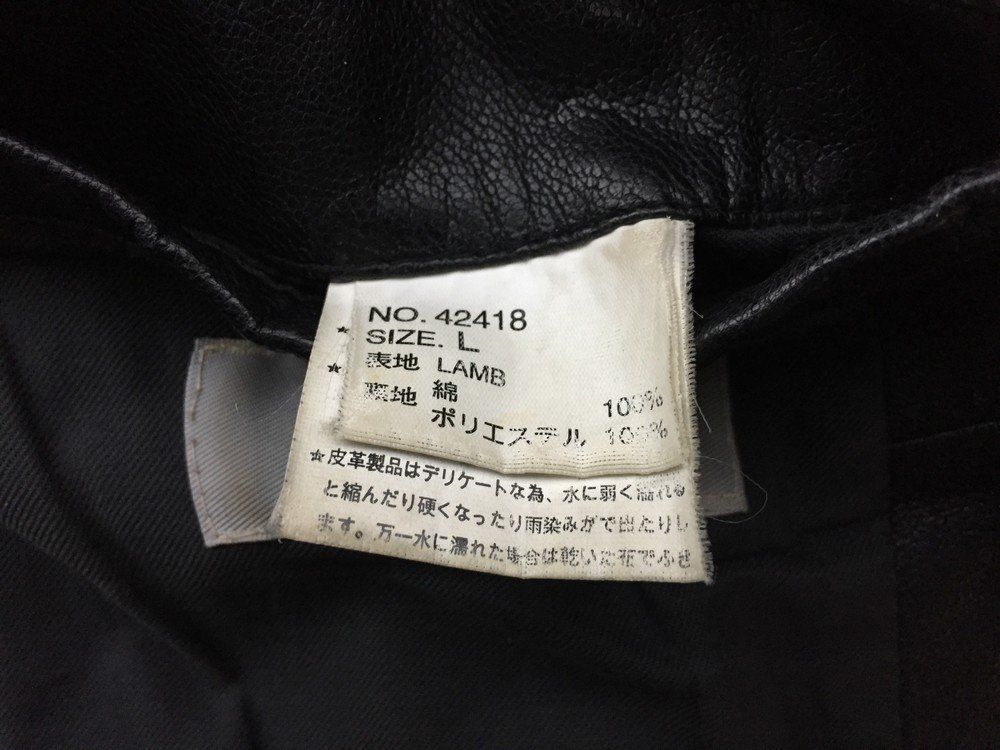 NO. 42418
SIZE. L
表地 LAMB
裏地 綿 100%
ポリエステル 100%
☆皮革製品はデリケートな為、水に弱く濡れる
と縮んだり硬くなったり雨染みがで出たりし
ます。万一水に濡れた場合は乾いた布でふき